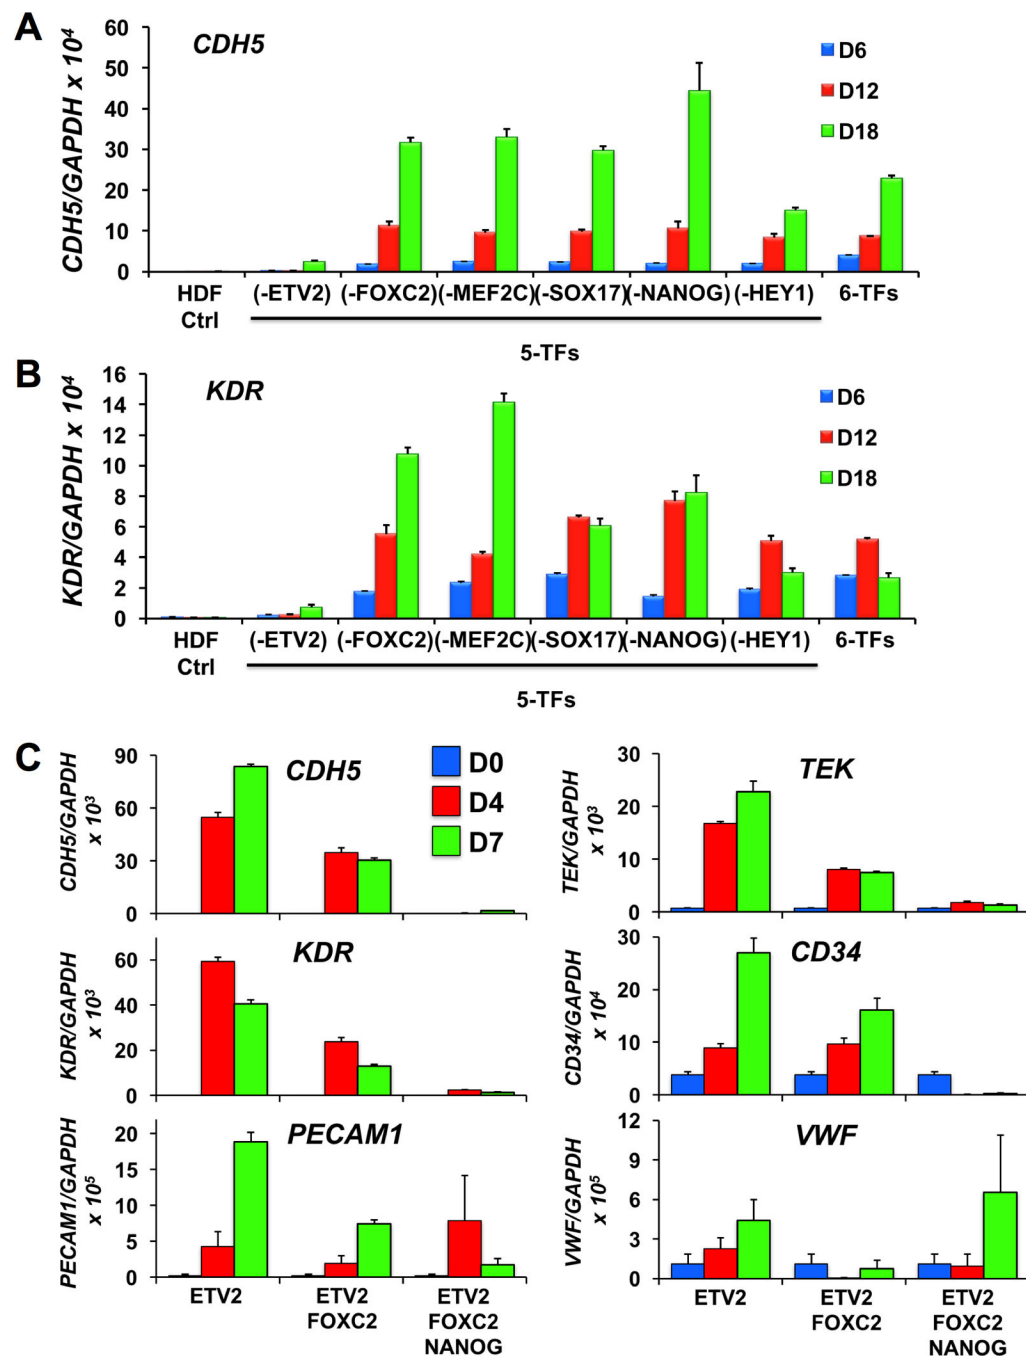 A
CDH5
CDH5/GAPDH x 10⁴
60
50
40
30
20
10
0
D6
D12
D18
HDF Ctrl
(-ETV2)
(-FOXC2)
(-MEF2C)
(-SOX17)
(-NANOG)
(-HEY1)
6-TFs
5-TFs
B
KDR
KDR/GAPDH x 10⁴
16
14
12
10
8
6
4
2
0
D6
D12
D18
HDF Ctrl
(-ETV2)
(-FOXC2)
(-MEF2C)
(-SOX17)
(-NANOG)
(-HEY1)
6-TFs
5-TFs
C
CDH5
CDH5/GAPDH
x 10³
90
60
30
0
D0
D4
D7
TEK
TEK/GAPDH
x 10³
30
20
10
0
KDR
KDR/GAPDH
x 10³
60
40
20
0
CD34
CD34/GAPDH
x 10⁴
30
20
10
0
PECAM1
PECAM1/GAPDH
x 10⁵
20
15
10
5
0
ETV2
ETV2
FOXC2
ETV2
FOXC2
NANOG
VWF
VWF/GAPDH
x 10⁵
12
9
6
3
0
ETV2
ETV2
FOXC2
ETV2
FOXC2
NANOG